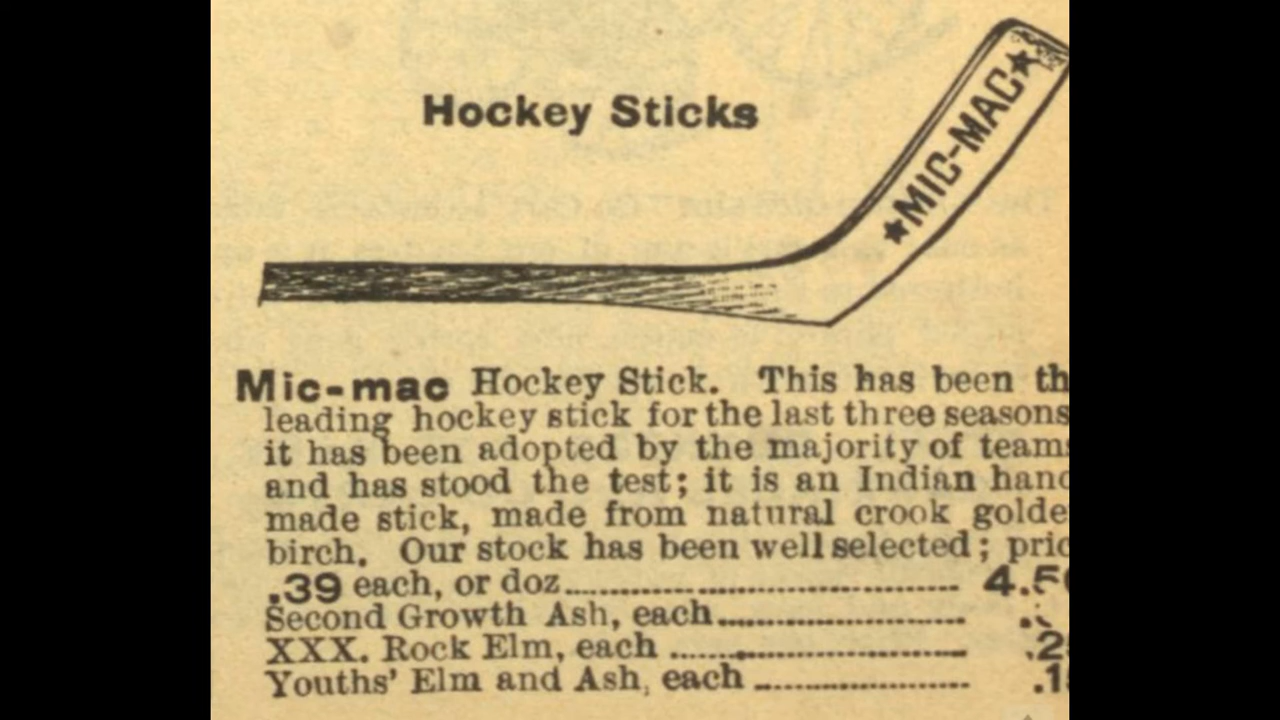 Hockey Sticks
★MIC-MAC★
Mic-mac Hockey Stick. This has been th
leading hockey stick for the last three seasons
it has been adopted by the majority of teams
and has stood the test; it is an Indian hand
made stick, made from natural crook golde
birch. Our stock has been well selected; pric
.39 each, or doz. 4.50
Second Growth Ash, each
XXX. Rock Elm, each .2
Youths' Elm and Ash, each .1